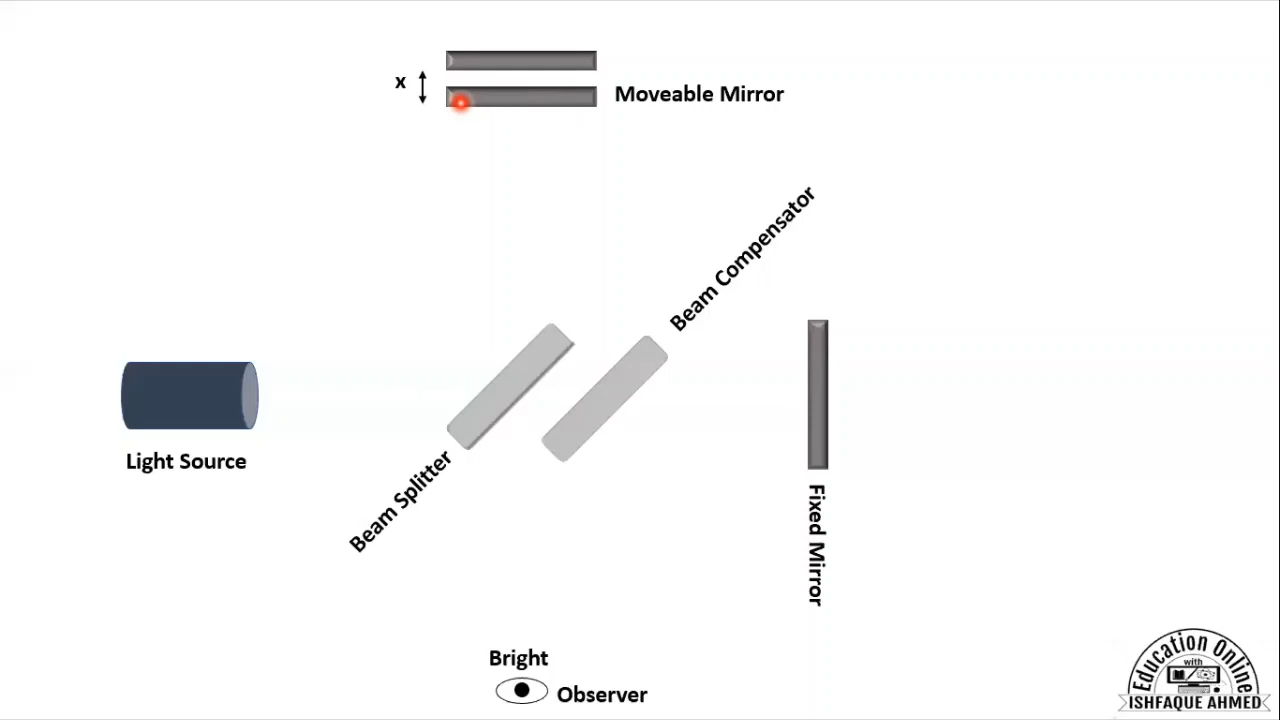 x
Moveable Mirror
Beam Compensator
Light Source
Beam Splitter
Fixed Mirror
Bright
Observer
Education Online
with
ISHFAQUE AHMED